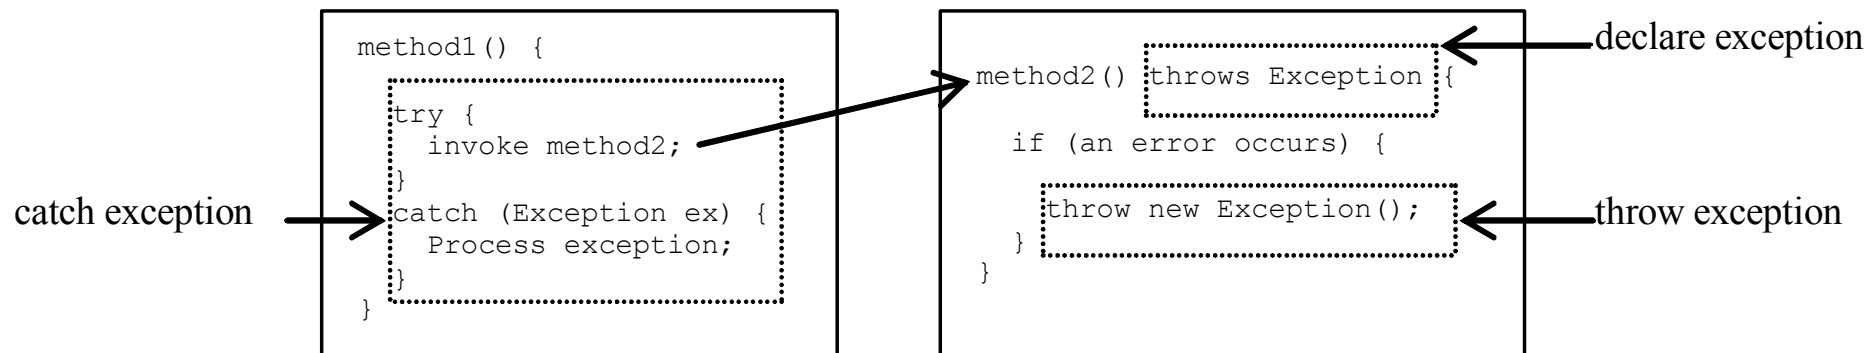 method1() {
try {
invoke method2;
}
catch (Exception ex) {
Process exception;
}
}
catch exception
method2() throws Exception {
if (an error occurs) {
throw new Exception();
}
}
declare exception
throw exception